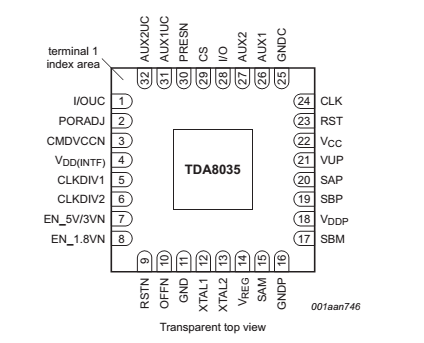 AUX2UC
AUX1UC
PRESN
CS
I/O
AUX2
AUX1
GNDC
terminal 1
index area
32
31
30
29
28
27
26
25
I/OUC 1
PORADJ 2
CMDVCCN 3
VDD(INTF) 4
CLKDIV1 5
CLKDIV2 6
EN_5V/3VN 7
EN_1.8VN 8
TDA8035
24 CLK
23 RST
22 VCC
21 VUP
20 SAP
19 SBP
18 VDDP
17 SBM
9
10
11
12
13
14
15
16
RSTN
OFFN
GND
XTAL1
XTAL2
VREG
SAM
GNDP
001aan746
Transparent top view